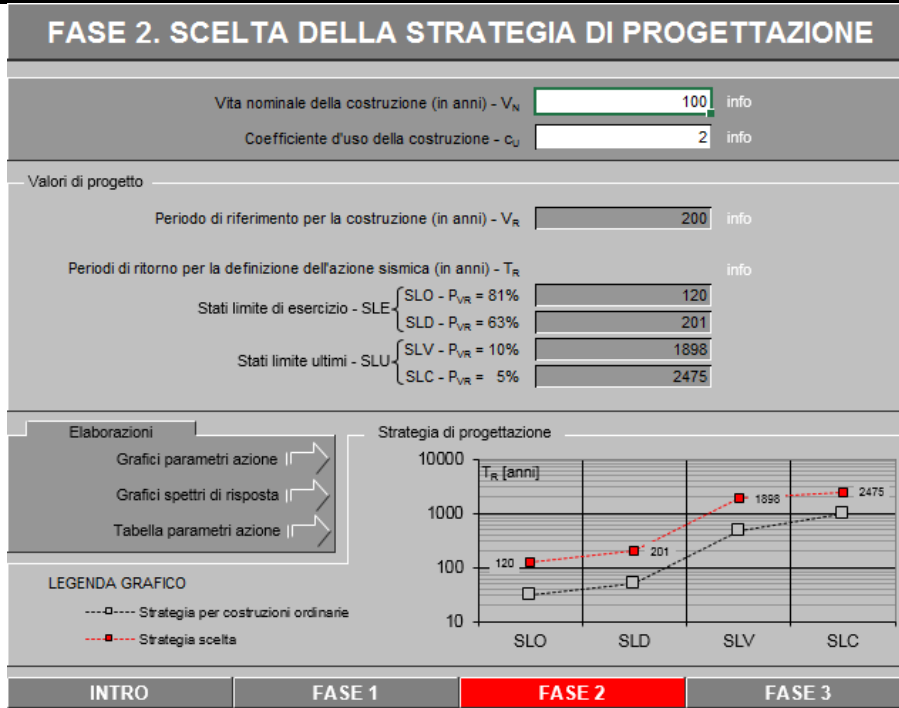 FASE 2. SCELTA DELLA STRATEGIA DI PROGETTAZIONE
Vita nominale della costruzione (in anni) - VN 100 info
Coefficiente d'uso della costruzione - cU 2 info
Valori di progetto
Periodo di riferimento per la costruzione (in anni) - VR 200 info
Periodi di ritorno per la definizione dell'azione sismica (in anni) - TR info
Stati limite di esercizio - SLE
SLO - PVR = 81% 120
SLD - PVR = 63% 201
Stati limite ultimi - SLU
SLV - PVR = 10% 1898
SLC - PVR = 5% 2475
Elaborazioni
Grafici parametri azione
Grafici spettri di risposta
Tabella parametri azione
Strategia di progettazione
TR [anni]
10000
1000
100
10
120
201
1898
2475
SLO SLD SLV SLC
LEGENDA GRAFICO
Strategia per costruzioni ordinarie
Strategia scelta
INTRO FASE 1 FASE 2 FASE 3